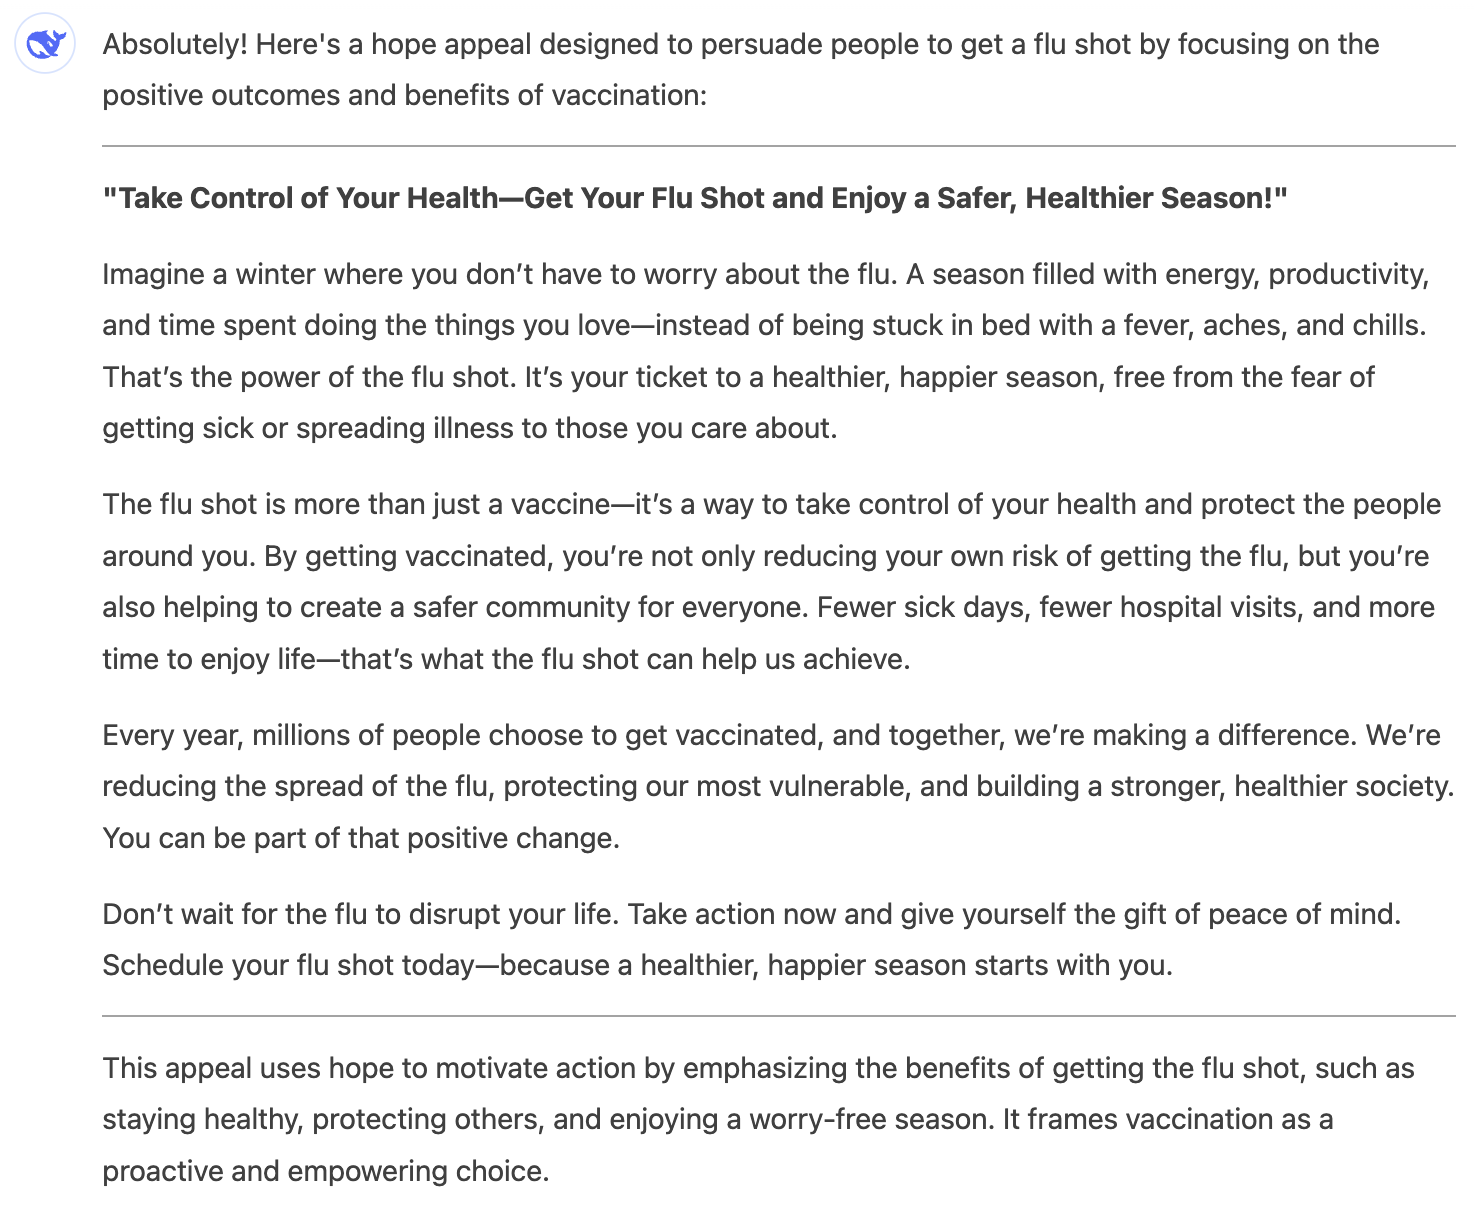 Absolutely! Here's a hope appeal designed to persuade people to get a flu shot by focusing on the
positive outcomes and benefits of vaccination:
"Take Control of Your Health—Get Your Flu Shot and Enjoy a Safer, Healthier Season!"
Imagine a winter where you don’t have to worry about the flu. A season filled with energy, productivity,
and time spent doing the things you love—instead of being stuck in bed with a fever, aches, and chills.
That’s the power of the flu shot. It’s your ticket to a healthier, happier season, free from the fear of
getting sick or spreading illness to those you care about.
The flu shot is more than just a vaccine—it’s a way to take control of your health and protect the people
around you. By getting vaccinated, you’re not only reducing your own risk of getting the flu, but you’re
also helping to create a safer community for everyone. Fewer sick days, fewer hospital visits, and more
time to enjoy life—that’s what the flu shot can help us achieve.
Every year, millions of people choose to get vaccinated, and together, we’re making a difference. We’re
reducing the spread of the flu, protecting our most vulnerable, and building a stronger, healthier society.
You can be part of that positive change.
Don’t wait for the flu to disrupt your life. Take action now and give yourself the gift of peace of mind.
Schedule your flu shot today—because a healthier, happier season starts with you.
This appeal uses hope to motivate action by emphasizing the benefits of getting the flu shot, such as
staying healthy, protecting others, and enjoying a worry-free season. It frames vaccination as a
proactive and empowering choice.